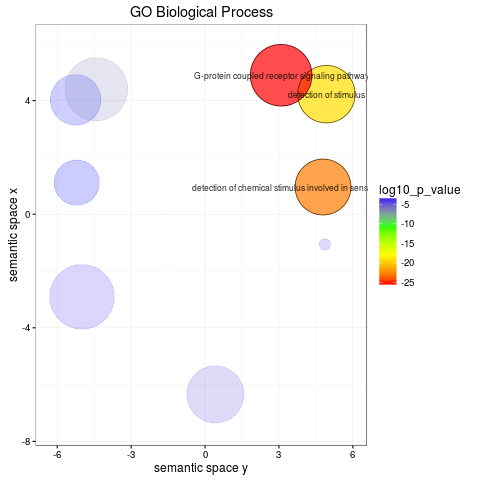 GO Biological Process
G-protein coupled receptor signaling pathway
detection of stimulus
detection of chemical stimulus involved in sens
4
0
-4
-8
-6
-3
0
3
6
semantic space x
semantic space y
log10_p_value
-5
-10
-15
-20
-25